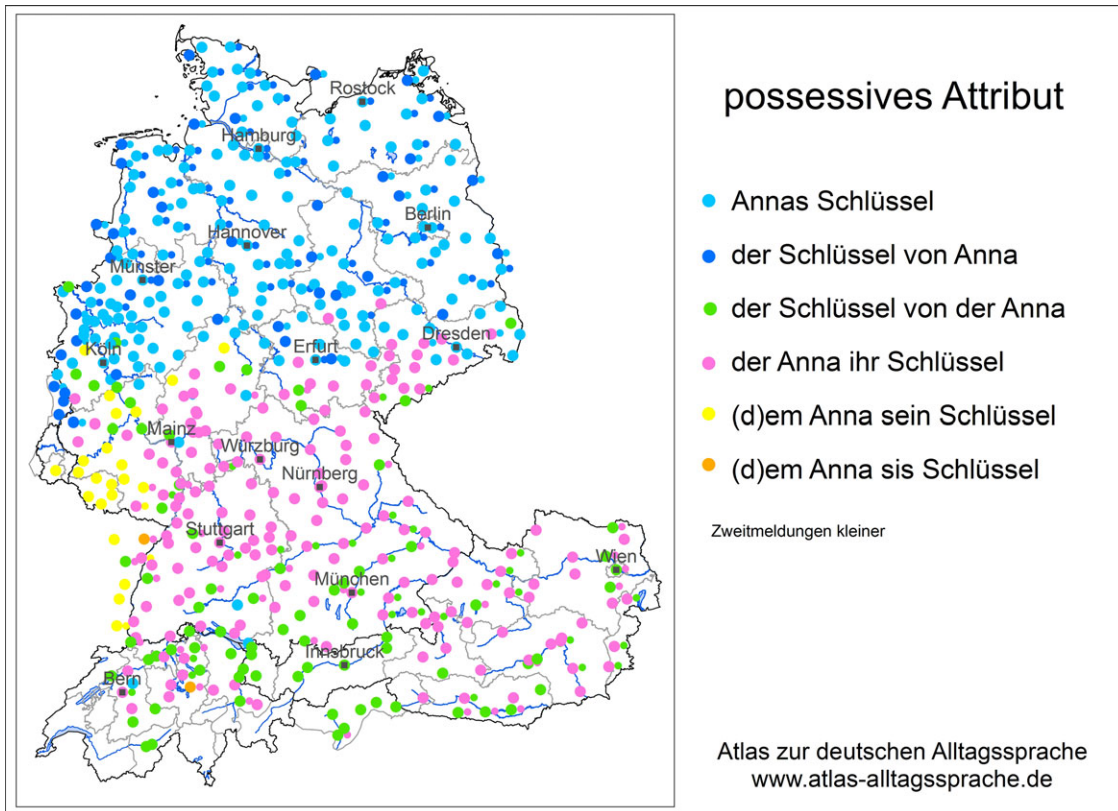 possessives Attribut
Annas Schlüssel
der Schlüssel von Anna
der Schlüssel von der Anna
der Anna ihr Schlüssel
(d)em Anna sein Schlüssel
(d)em Anna sis Schlüssel
Zweitmeldungen kleiner
Rostock
Hamburg
Berlin
Hannover
Münster
Dresden
Köln
Erfurt
Mainz
Würzburg
Nürnberg
Stuttgart
Wien
München
Innsbruck
Bern
Atlas zur deutschen Alltagssprache
www.atlas-alltagssprache.de